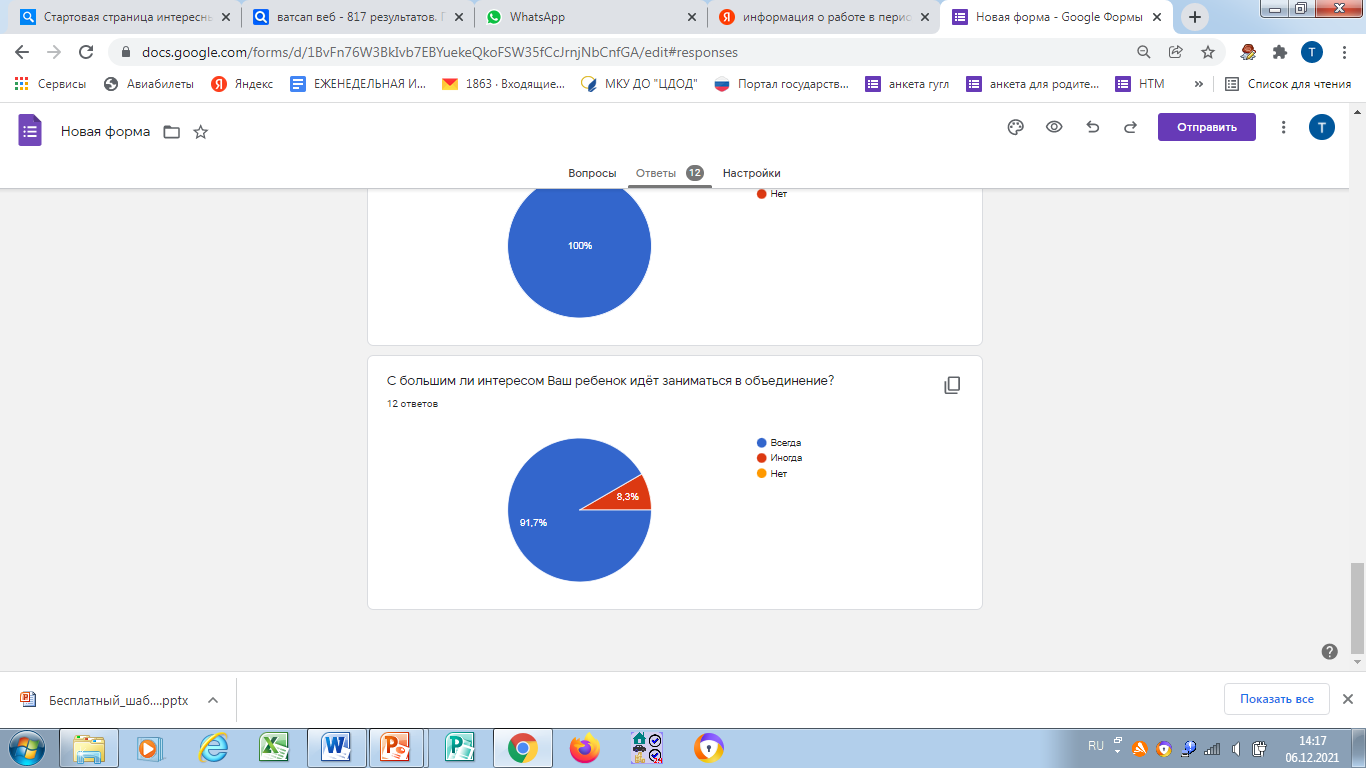 Стартовая страница интересны
ватсап веб - 817 результатов. П
WhatsApp
информация о работе в перио
Новая форма - Google Формы
docs.google.com/forms/d/1BvFn76W3BkIvb7EBYuekeQkoFSW35fCcJrnjNbCnfGA/edit#responses
Сервисы
Авиабилеты
Яндекс
ЕЖЕНЕДЕЛЬНАЯ И...
1863 · Входящие...
МКУ ДО "ЦДОД"
Портал государств...
анкета гугл
анкета для родите...
НТМ
»
Список для чтения
Новая форма
Отправить
Т
Вопросы
Ответы 12
Настройки
Нет
100%
С большим ли интересом Ваш ребенок идёт заниматься в объединение?
12 ответов
Всегда
Иногда
Нет
8,3%
91,7%
Бесплатный_шаб....pptx
Показать все
RU
14:17
06.12.2021